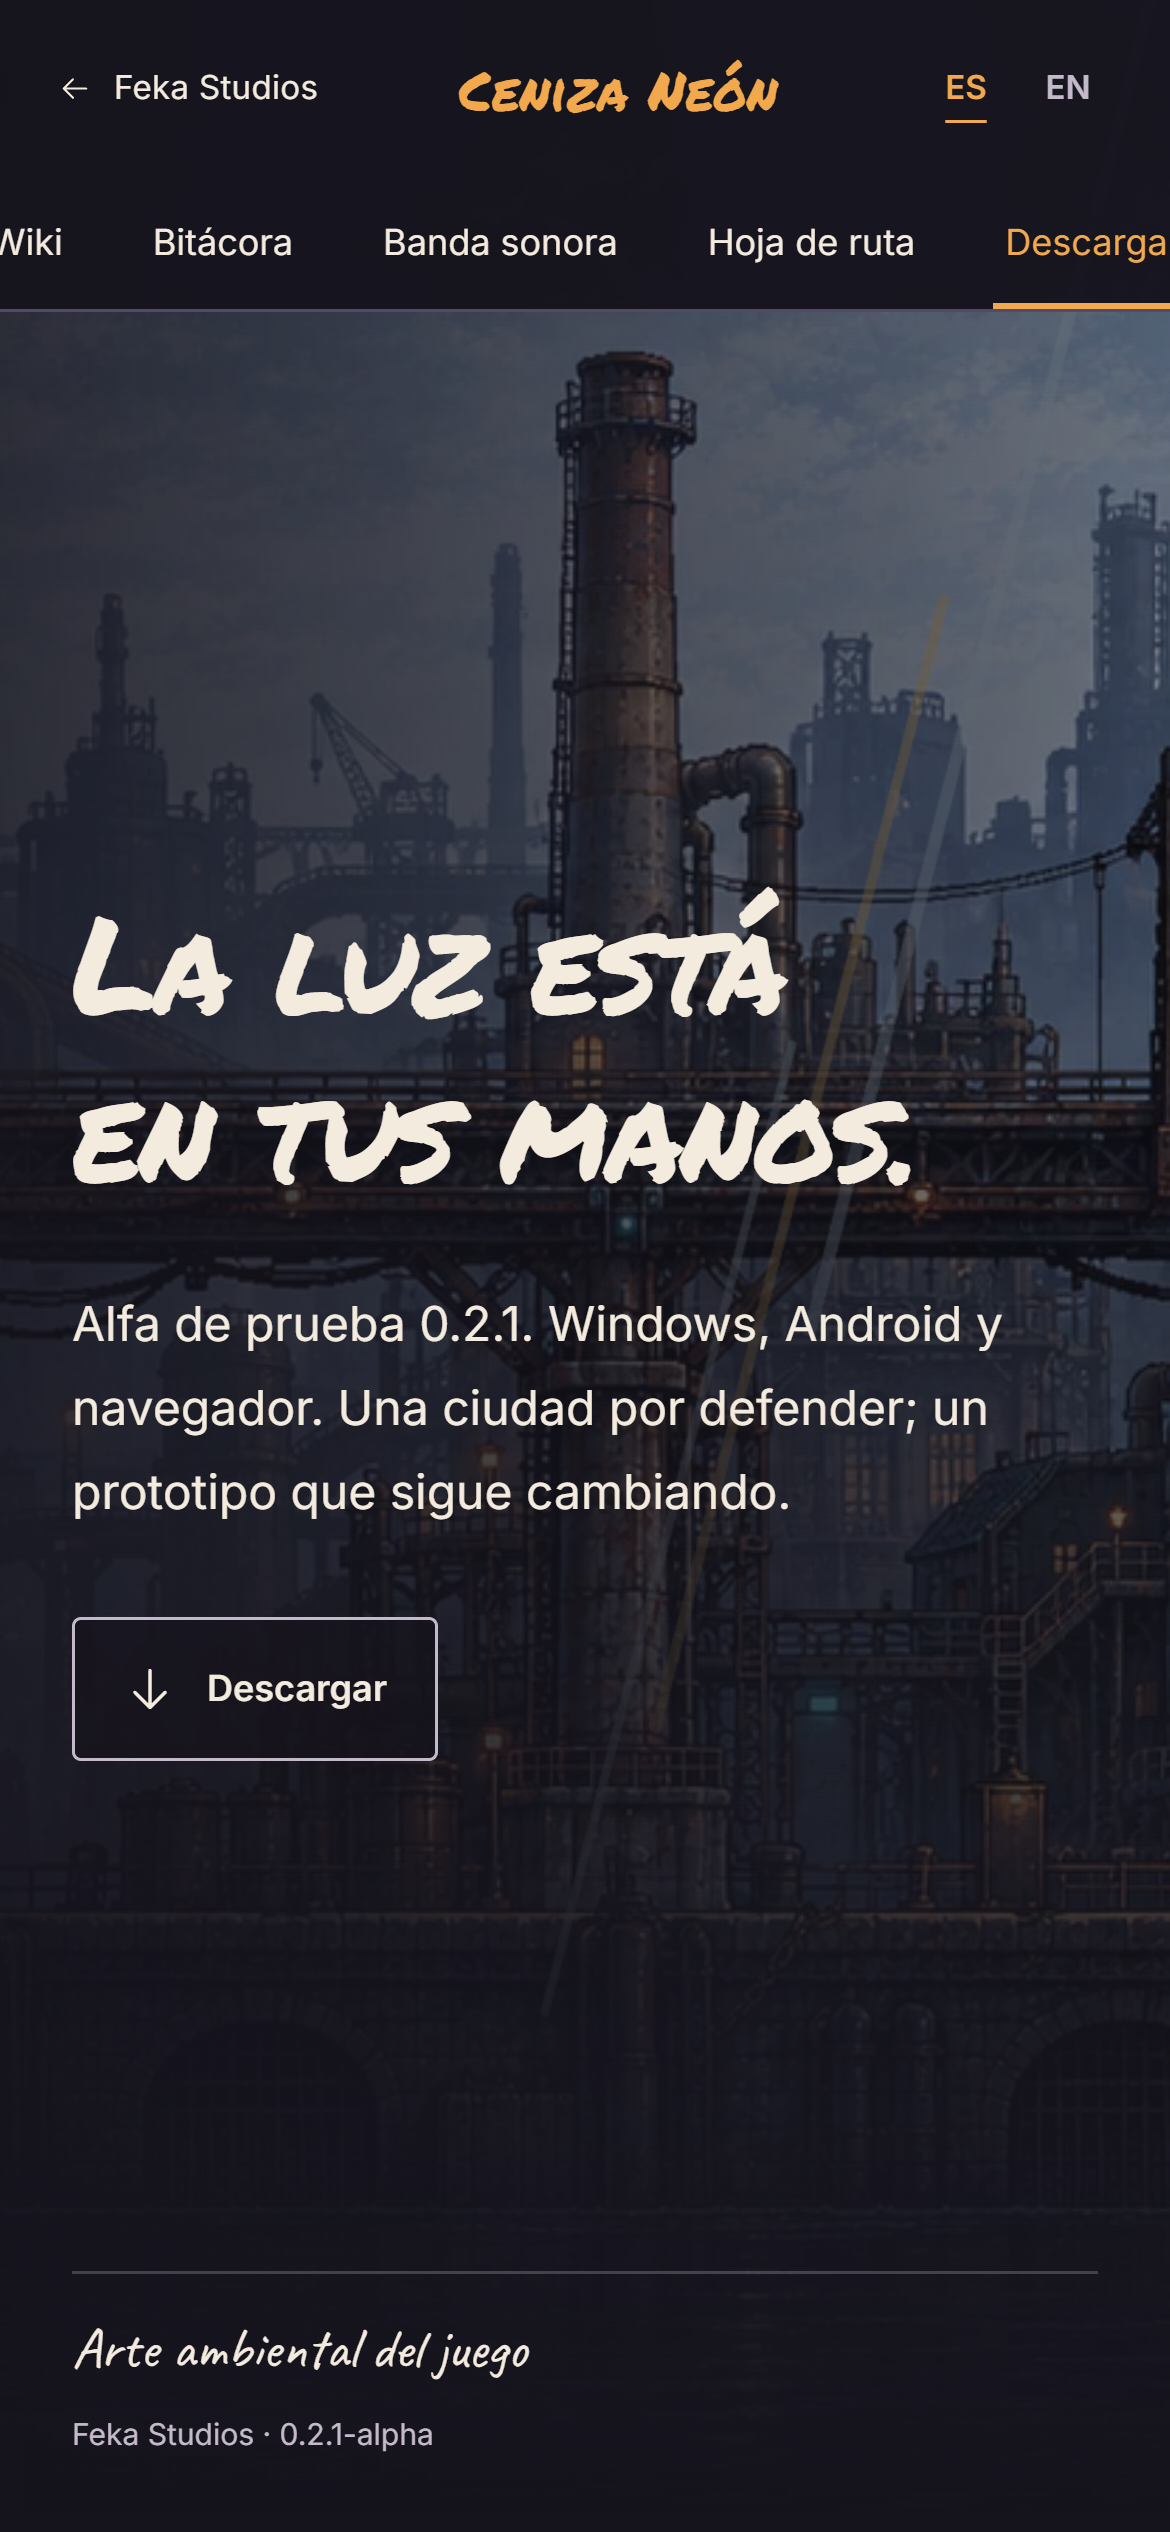 ← Feka Studios
Ceniza Neón
ES EN
Wiki Bitácora Banda sonora Hoja de ruta Descarga
La luz está
en tus manos.
Alfa de prueba 0.2.1. Windows, Android y
navegador. Una ciudad por defender; un
prototipo que sigue cambiando.
↓ Descargar
Arte ambiental del juego
Feka Studios · 0.2.1-alpha